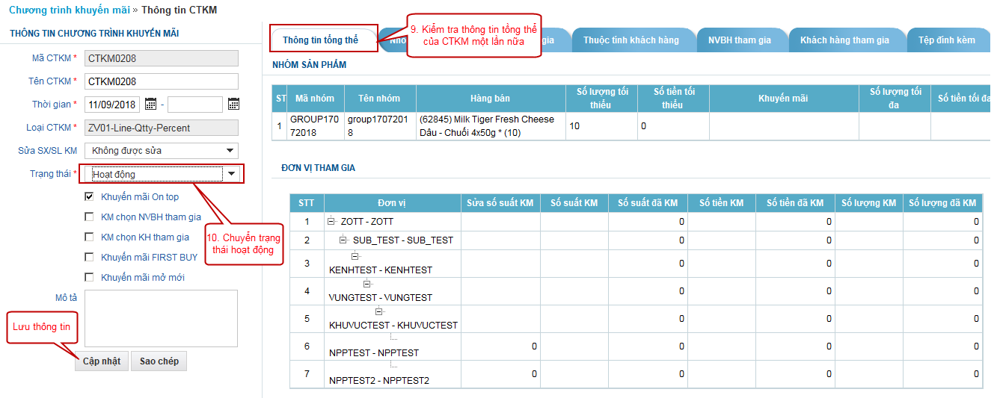 Chương trình khuyến mãi » Thông tin CTKM
THÔNG TIN CHƯƠNG TRÌNH KHUYẾN MÃI
Mã CTKM * CTKM0208
Tên CTKM * CTKM0208
Thời gian * 11/09/2018 -
Loại CTKM * ZV01-Line-Qtty-Percent
Sửa SX/SL KM Không được sửa
Trạng thái * Hoạt động
Khuyến mãi On top
KM chọn NVBH tham gia
KM chọn KH tham gia
Khuyến mãi FIRST BUY
Khuyến mãi mở mới
10. Chuyển trạng
thái hoạt động
Mô tả
Lưu thông tin
Cập nhật Sao chép
Thông tin tổng thể
9. Kiểm tra thông tin tổng thể
của CTKM một lần nữa
gia Thuộc tính khách hàng NVBH tham gia Khách hàng tham gia Tệp đính kèm
NHÓM SẢN PHẨM
ST Mã nhóm Tên nhóm Hàng bán Số lượng tối thiểu Số tiền tối thiểu Khuyến mãi Số lượng tối đa Số tiền tối đa
1 GROUP170 group1707201 (62845) Milk Tiger Fresh Cheese 10 0
72018 8 Dâu - Chuối 4x50g * (10)
ĐƠN VỊ THAM GIA
STT Đơn vị Sửa số suất KM Số suất KM Số suất đã KM Số tiền KM Số tiền đã KM Số lượng KM Số lượng đã KM
1 ZOTT - ZOTT 0 0 0
2 SUB_TEST - SUB_TEST 0 0 0
3 KENHTEST - KENHTEST 0 0 0
4 VUNGTEST - VUNGTEST 0 0 0
5 KHUVUCTEST - KHUVUCTEST 0 0 0
6 NPPTEST - NPPTEST 0 0 0 0
7 NPPTEST2 - NPPTEST2 0 0 0 0